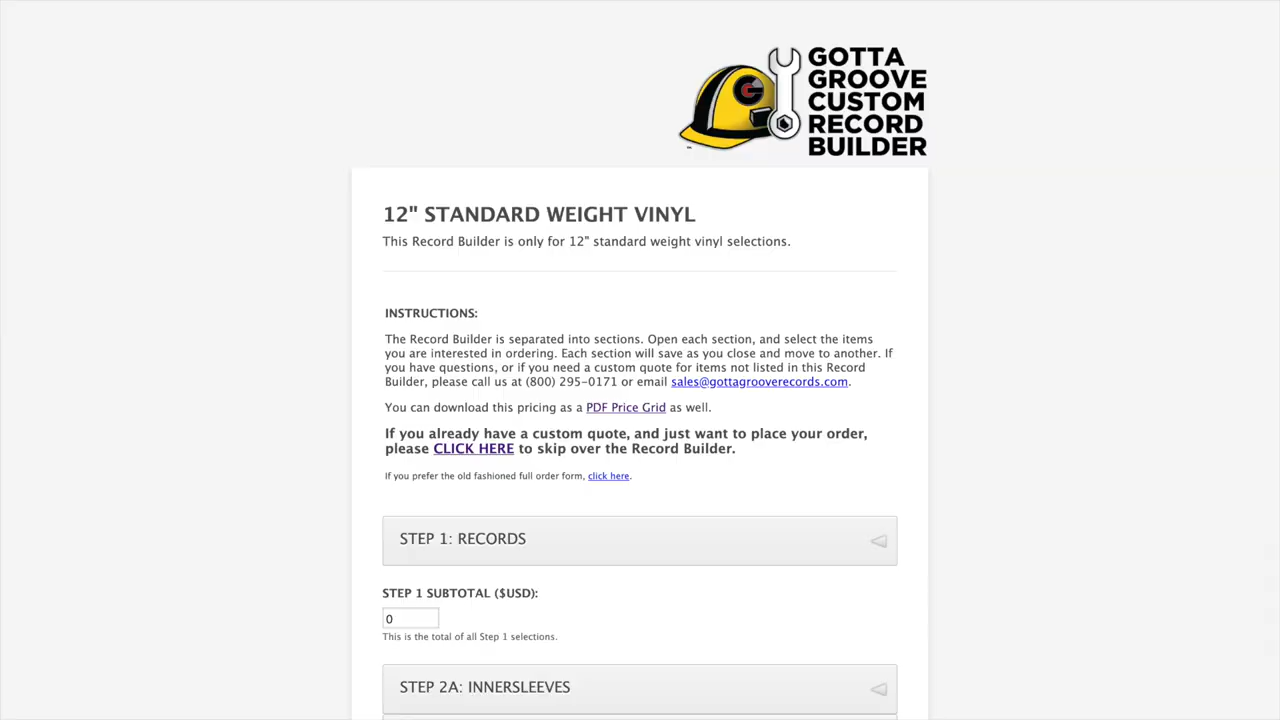 GOTTA
GROOVE
CUSTOM
RECORD
BUILDER
12" STANDARD WEIGHT VINYL
This Record Builder is only for 12" standard weight vinyl selections.
INSTRUCTIONS:
The Record Builder is separated into sections. Open each section, and select the items
you are interested in ordering. Each section will save as you close and move to another. If
you have questions, or if you need a custom quote for items not listed in this Record
Builder, please call us at (800) 295-0171 or email sales@gottagrooverecords.com.
You can download this pricing as a PDF Price Grid as well.
If you already have a custom quote, and just want to place your order,
please CLICK HERE to skip over the Record Builder.
If you prefer the old fashioned full order form, click here.
STEP 1: RECORDS
STEP 1 SUBTOTAL ($USD):
0
This is the total of all Step 1 selections.
STEP 2A: INNERSLEEVES